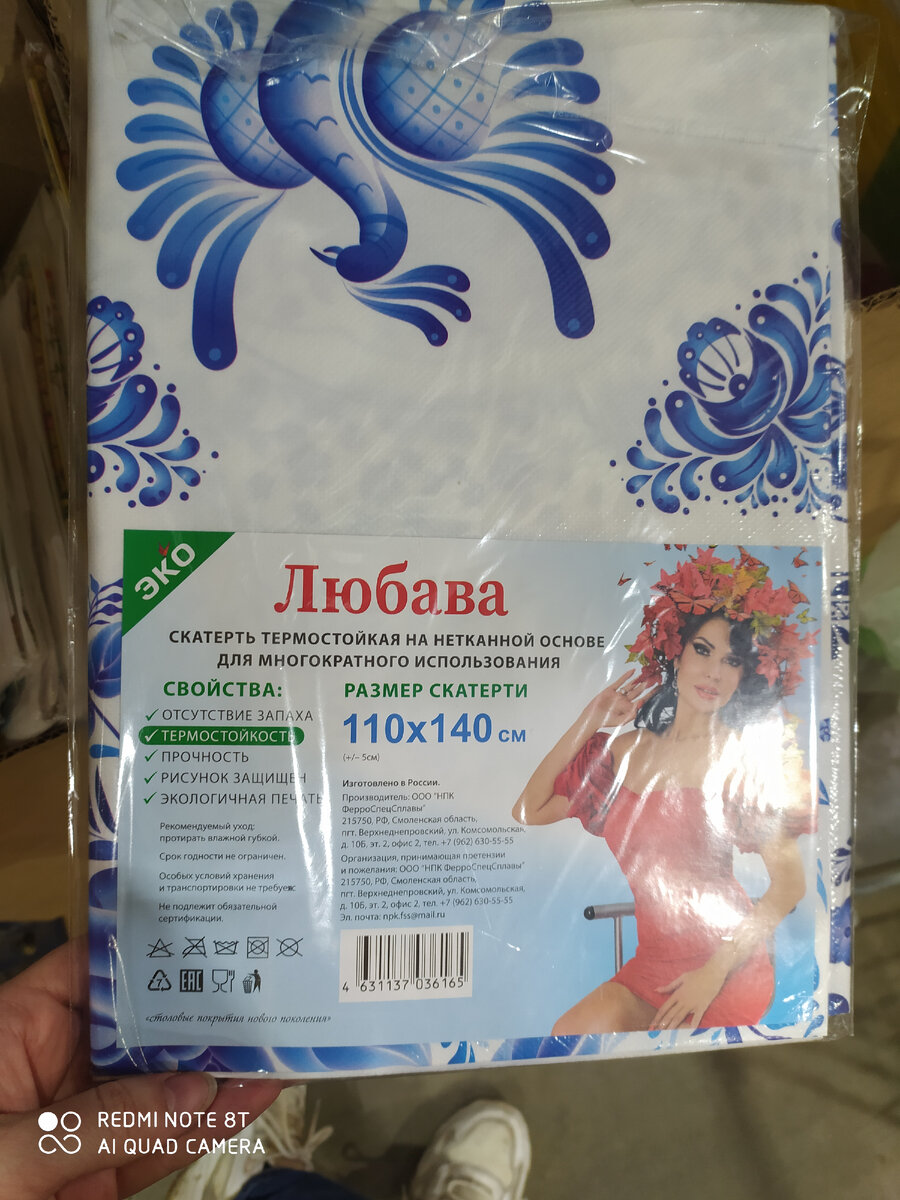 ЭКО
Любава
СКАТЕРТЬ ТЕРМОСТОЙКАЯ НА НЕТКАННОЙ ОСНОВЕ
ДЛЯ МНОГОКРАТНОГО ИСПОЛЬЗОВАНИЯ
СВОЙСТВА:
ОТСУТСТВИЕ ЗАПАХА
ТЕРМОСТОЙКОСТЬ
ПРОЧНОСТЬ
РИСУНОК ЗАЩИЩЕН
ЭКОЛОГИЧНАЯ ПЕЧАТЬ
Рекомендуемый уход:
протирать влажной губкой.
Срок годности не ограничен.
Особых условий хранения
и транспортировки не требуется
Не подлежит обязательной
сертификации.
РАЗМЕР СКАТЕРТИ
110х140 см
(+/– 5см)
Изготовлено в России.
Производитель: ООО "НПК
ФерроСпецСплавы"
215750, РФ, Смоленская область,
пгт. Верхнеднепровский, ул. Комсомольская,
д. 10б, эт. 2, офис 2, тел. +7 (962) 630-55-55
Организация, принимающая претензии
и пожелания: ООО "НПК ФерроСпецСплавы"
215750, РФ, Смоленская область,
пгт. Верхнеднепровский, ул. Комсомольская,
д. 10б, эт. 2, офис 2, тел. +7 (962) 630-55-55
Эл. почта: npk.fss@mail.ru
7
EAC
4 631137 036165
«столовые покрытия нового поколения»
REDMI NOTE 8T
AI QUAD CAMERA